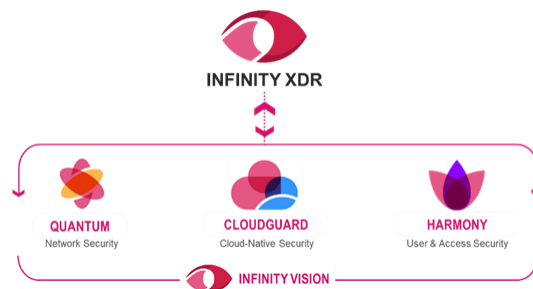 INFINITY XDR
QUANTUM
Network Security
CLOUDGUARD
Cloud-Native Security
HARMONY
User & Access Security
INFINITY VISION